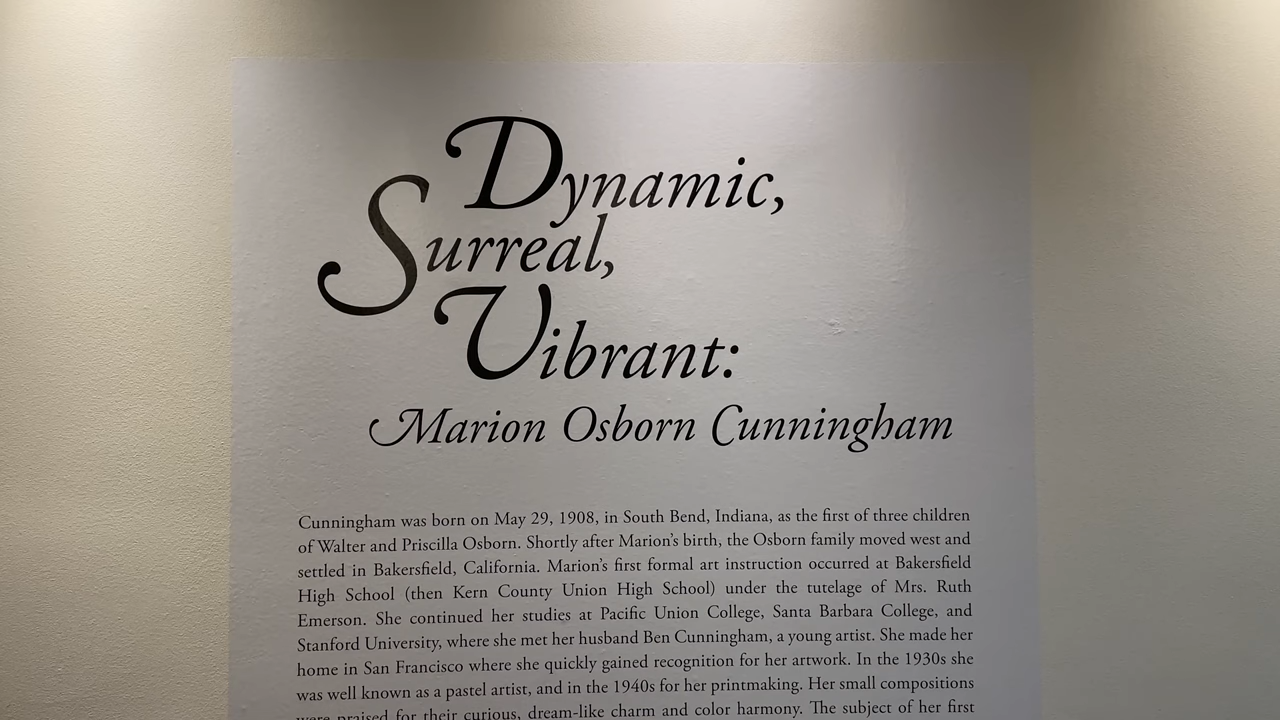 Dynamic,
Surreal,
Vibrant:
Marion Osborn Cunningham
Cunningham was born on May 29, 1908, in South Bend, Indiana, as the first of three children
of Walter and Priscilla Osborn. Shortly after Marion's birth, the Osborn family moved west and
settled in Bakersfield, California. Marion's first formal art instruction occurred at Bakersfield
High School (then Kern County Union High School) under the tutelage of Mrs. Ruth
Emerson. She continued her studies at Pacific Union College, Santa Barbara College, and
Stanford University, where she met her husband Ben Cunningham, a young artist. She made her
home in San Francisco where she quickly gained recognition for her artwork. In the 1930s she
was well known as a pastel artist, and in the 1940s for her printmaking. Her small compositions
were praised for their curious, dream-like charm and color harmony. The subject of her first